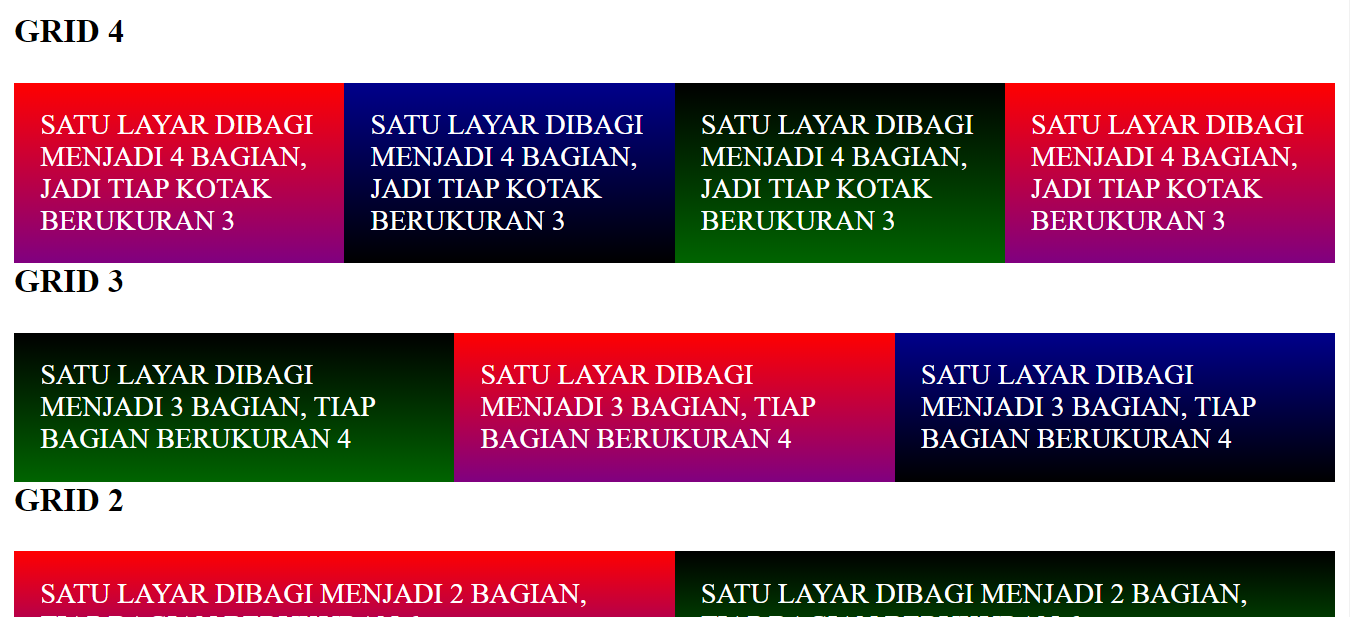 GRID 4
SATU LAYAR DIBAGI
MENJADI 4 BAGIAN,
JADI TIAP KOTAK
BERUKURAN 3
SATU LAYAR DIBAGI
MENJADI 4 BAGIAN,
JADI TIAP KOTAK
BERUKURAN 3
SATU LAYAR DIBAGI
MENJADI 4 BAGIAN,
JADI TIAP KOTAK
BERUKURAN 3
SATU LAYAR DIBAGI
MENJADI 4 BAGIAN,
JADI TIAP KOTAK
BERUKURAN 3
GRID 3
SATU LAYAR DIBAGI
MENJADI 3 BAGIAN, TIAP
BAGIAN BERUKURAN 4
SATU LAYAR DIBAGI
MENJADI 3 BAGIAN, TIAP
BAGIAN BERUKURAN 4
SATU LAYAR DIBAGI
MENJADI 3 BAGIAN, TIAP
BAGIAN BERUKURAN 4
GRID 2
SATU LAYAR DIBAGI MENJADI 2 BAGIAN,
SATU LAYAR DIBAGI MENJADI 2 BAGIAN,